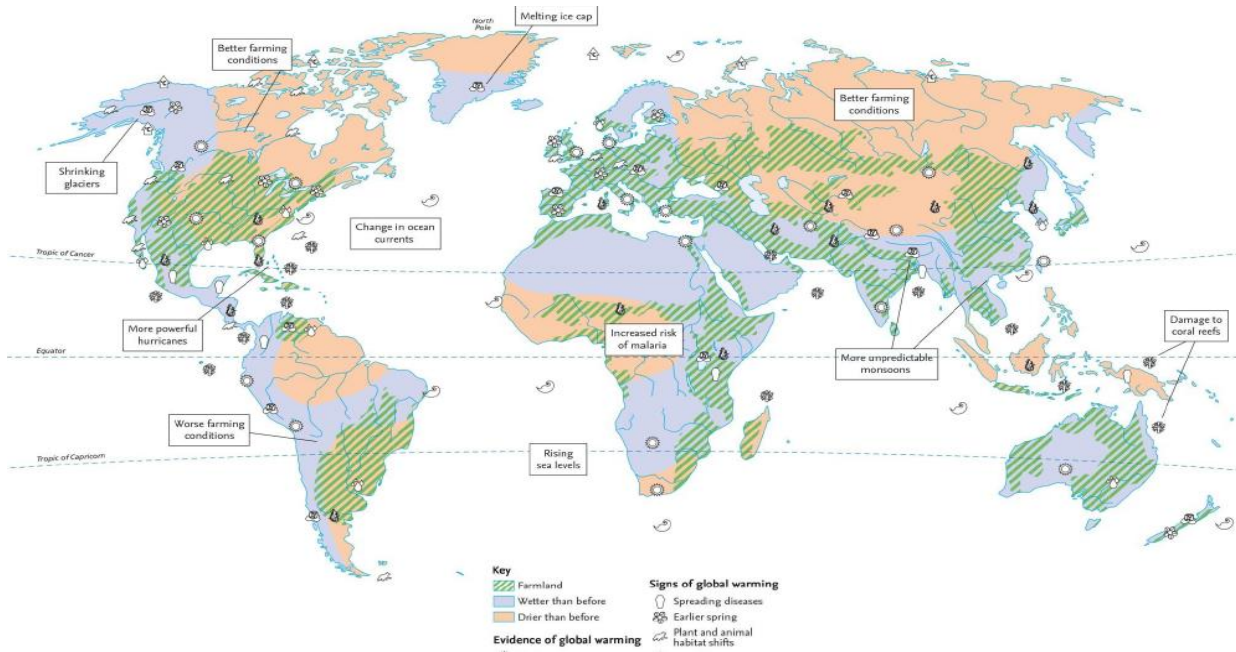 North
Pole
Melting ice cap
Better farming
conditions
Better farming
conditions
Shrinking
glaciers
Change in ocean
currents
Tropic of Cancer
More powerful
hurricanes
Increased risk
of malaria
Damage to
coral reefs
Equator
More unpredictable
monsoons
Worse farming
conditions
Rising
sea levels
Tropic of Capricorn
Key
Farmland
Wetter than before
Drier than before
Evidence of global warming
Signs of global warming
Spreading diseases
Earlier spring
Plant and animal
habitat shifts